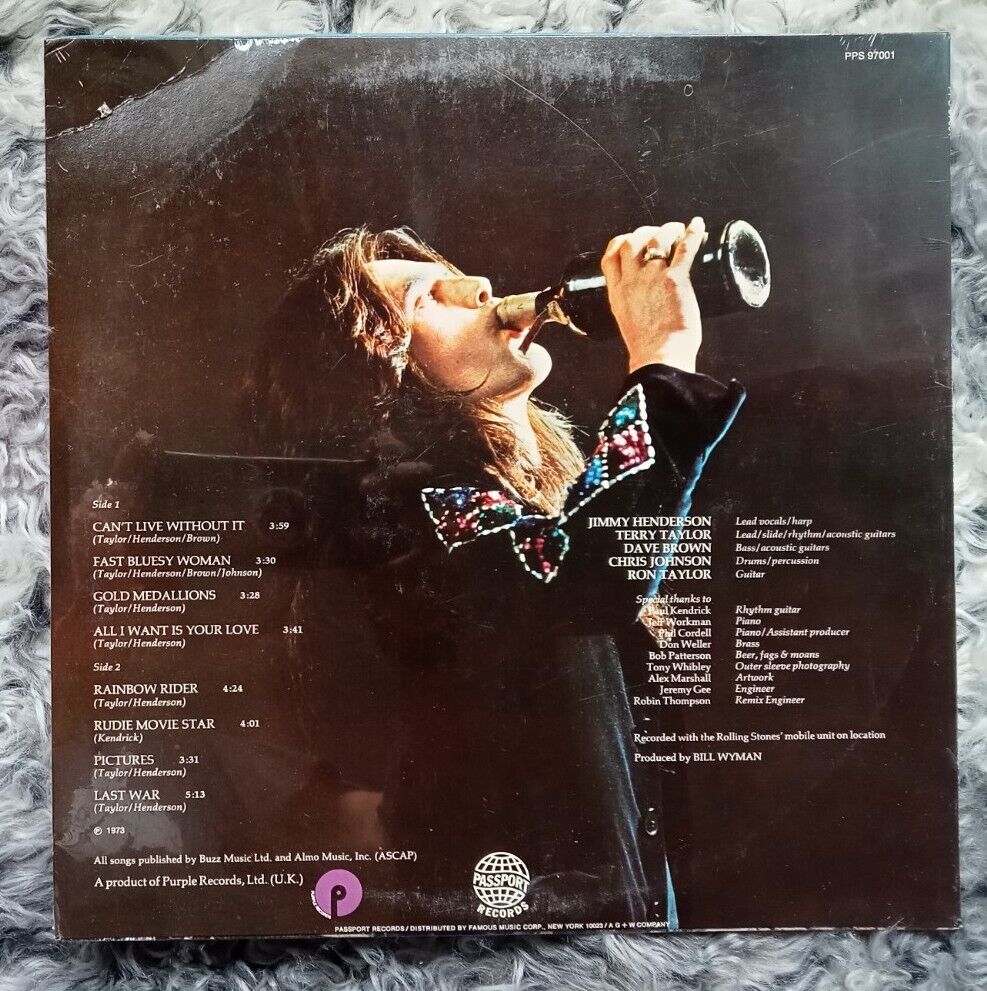 PPS 97001
Side 1
CAN'T LIVE WITHOUT IT 3:59
(Taylor/Henderson/Brown)
FAST BLUESY WOMAN 3:30
(Taylor/Henderson/Brown/Johnson)
GOLD MEDALLIONS 3:28
(Taylor/Henderson)
ALL I WANT IS YOUR LOVE 3:41
(Taylor/Henderson)
Side 2
RAINBOW RIDER 4:24
(Taylor/Henderson)
RUDIE MOVIE STAR 4:01
(Kendrick)
PICTURES 3:31
(Taylor/Henderson)
LAST WAR 5:13
(Taylor/Henderson)
℗ 1973
All songs published by Buzz Music Ltd. and Almo Music, Inc. (ASCAP)
A product of Purple Records, Ltd. (U.K.)
JIMMY HENDERSON Lead vocals/harp
TERRY TAYLOR Lead/slide/rhythm/acoustic guitars
DAVE BROWN Bass/acoustic guitars
CHRIS JOHNSON Drums/percussion
RON TAYLOR Guitar
Special thanks to
Paul Kendrick Rhythm guitar
Jeff Workman Piano
Phil Cordell Piano/Assistant producer
Don Weller Brass
Bob Patterson Beer, fags & moans
Tony Whibley Outer sleeve photography
Alex Marshall Artwork
Jeremy Gee Engineer
Robin Thompson Remix Engineer
Recorded with the Rolling Stones' mobile unit on location
Produced by BILL WYMAN
PASSPORT
RECORDS
PASSPORT RECORDS/DISTRIBUTED BY FAMOUS MUSIC CORP., NEW YORK 10023/A G + W COMPANY